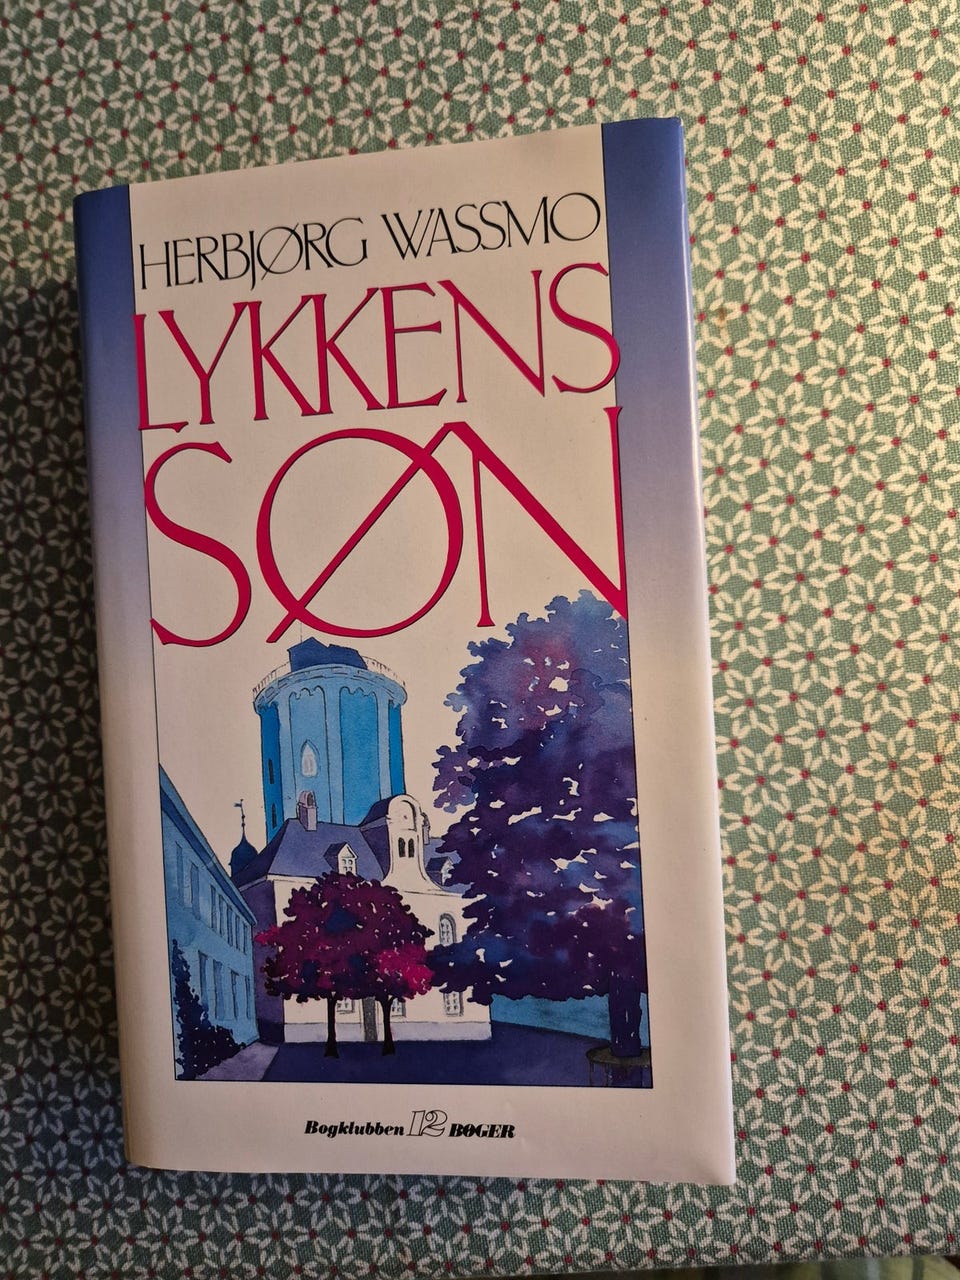 HERBJØRG WASSMO
LYKKENS
SØN
Bogklubben 12 BØGER